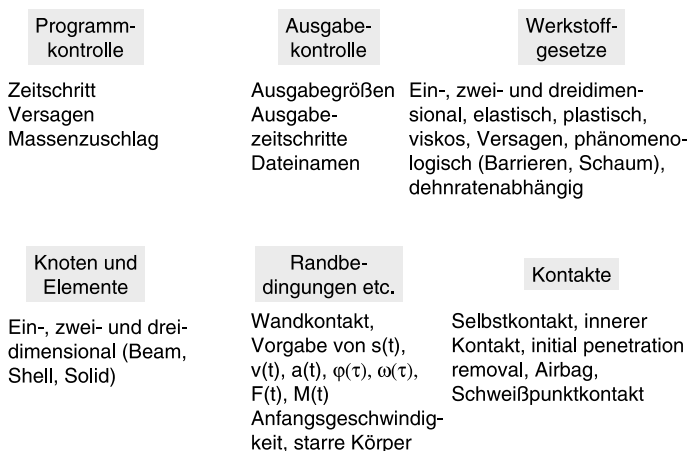 Programm-
kontrolle
Zeitschritt
Versagen
Massenzuschlag
Ausgabe-
kontrolle
Ausgabegrößen
Ausgabe-
zeitschritte
Dateinamen
Werkstoff-
gesetze
Ein-, zwei- und dreidimen-
sional, elastisch, plastisch,
viskos, Versagen, phänomeno-
logisch (Barrieren, Schaum),
dehnratenabhängig
Knoten und
Elemente
Ein-, zwei- und drei-
dimensional (Beam,
Shell, Solid)
Randbe-
dingungen etc.
Wandkontakt,
Vorgabe von s(t),
v(t), a(t), φ(τ), ω(τ),
F(t), M(t)
Anfangsgeschwindig-
keit, starre Körper
Kontakte
Selbstkontakt, innerer
Kontakt, initial penetration
removal, Airbag,
Schweißpunktkontakt